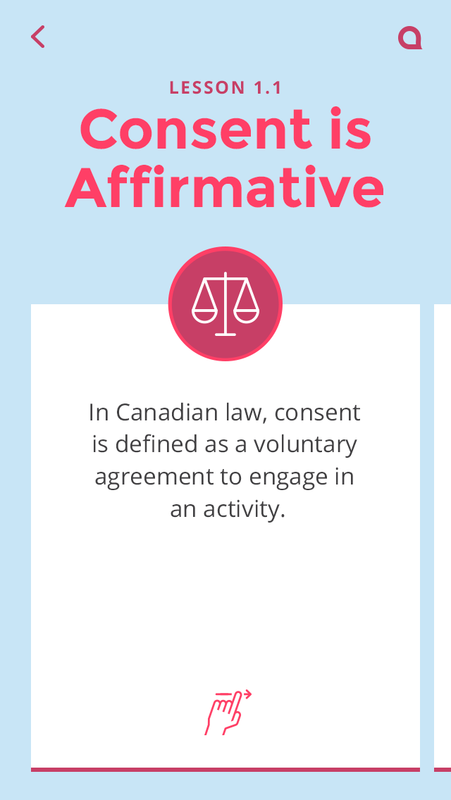 LESSON 1.1
Consent is
Affirmative
In Canadian law, consent
is defined as a voluntary
agreement to engage in
an activity.